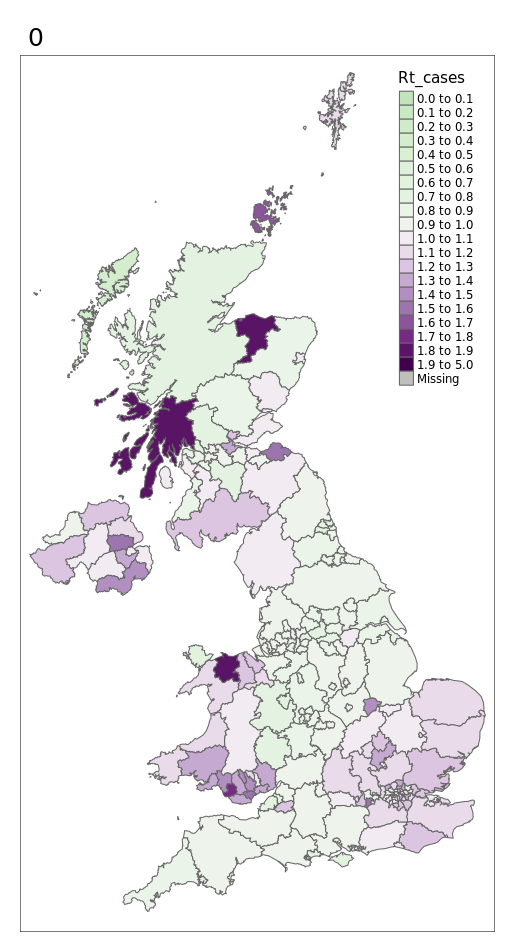 0
Rt_cases
0.0 to 0.1
0.1 to 0.2
0.2 to 0.3
0.3 to 0.4
0.4 to 0.5
0.5 to 0.6
0.6 to 0.7
0.7 to 0.8
0.8 to 0.9
0.9 to 1.0
1.0 to 1.1
1.1 to 1.2
1.2 to 1.3
1.3 to 1.4
1.4 to 1.5
1.5 to 1.6
1.6 to 1.7
1.7 to 1.8
1.8 to 1.9
1.9 to 5.0
Missing